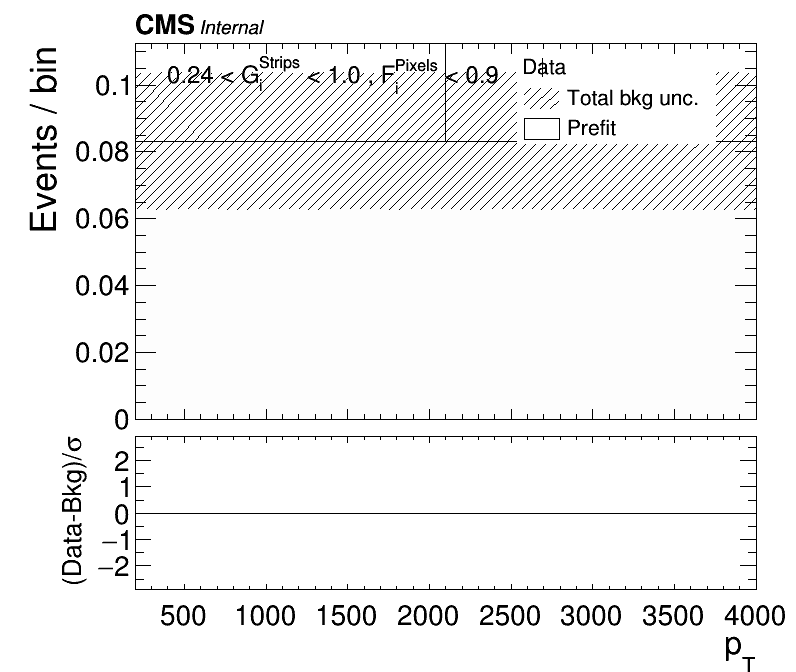 CMS Internal
Events / bin
0.24 < G_i^Strips < 1.0 , F_i^Pixels < 0.9
Data
Total bkg unc.
Prefit
0.1
0.08
0.06
0.04
0.02
0
(Data-Bkg)/σ
2
1
0
−1
−2
500 1000 1500 2000 2500 3000 3500 4000
p_T